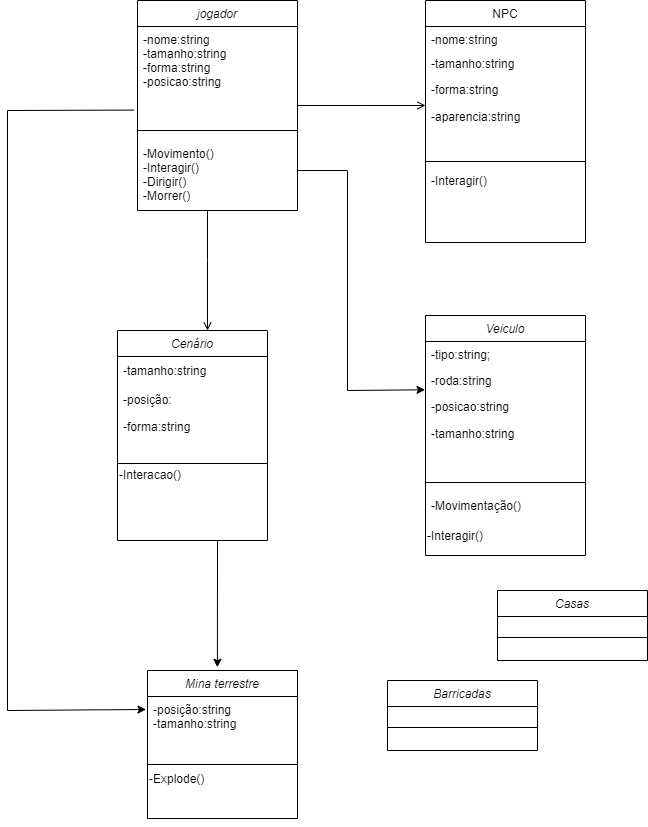 jogador
-nome:string
-tamanho:string
-forma:string
-posicao:string
-Movimento()
-Interagir()
-Dirigir()
-Morrer()
NPC
-nome:string
-tamanho:string
-forma:string
-aparencia:string
-Interagir()
Cenário
-tamanho:string
-posição:
-forma:string
-Interacao()
Veiculo
-tipo:string;
-roda:string
-posicao:string
-tamanho:string
-Movimentação()
-Interagir()
Casas
Mina terrestre
-posição:string
-tamanho:string
-Explode()
Barricadas